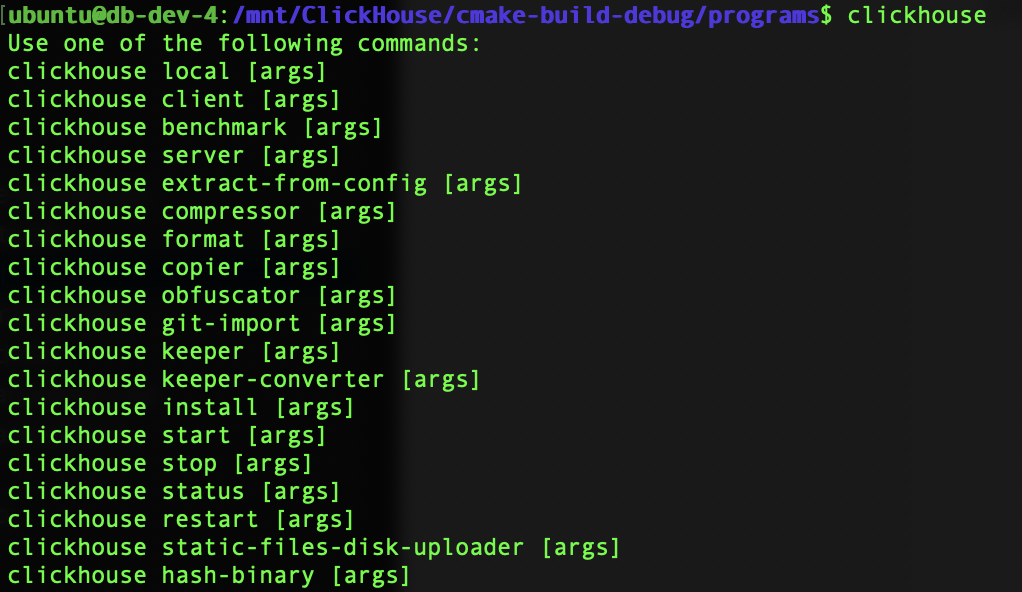 [ubuntu@db-dev-4:/mnt/ClickHouse/cmake-build-debug/programs$ clickhouse
Use one of the following commands:
clickhouse local [args]
clickhouse client [args]
clickhouse benchmark [args]
clickhouse server [args]
clickhouse extract-from-config [args]
clickhouse compressor [args]
clickhouse format [args]
clickhouse copier [args]
clickhouse obfuscator [args]
clickhouse git-import [args]
clickhouse keeper [args]
clickhouse keeper-converter [args]
clickhouse install [args]
clickhouse start [args]
clickhouse stop [args]
clickhouse status [args]
clickhouse restart [args]
clickhouse static-files-disk-uploader [args]
clickhouse hash-binary [args]